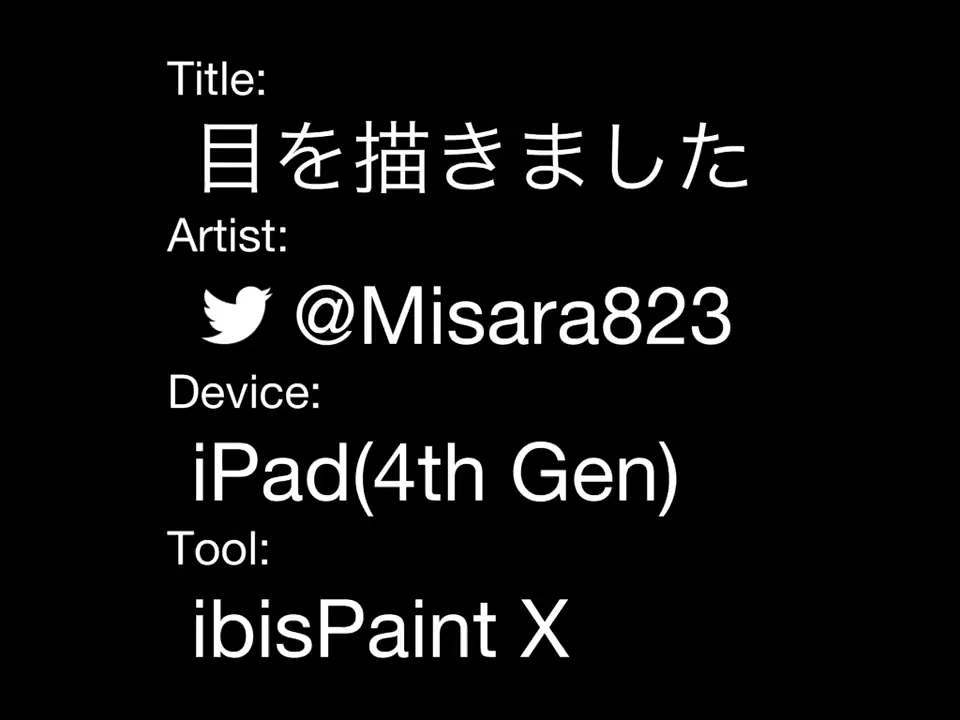 Title:
目を描きました
Artist:
@Misara823
Device:
iPad(4th Gen)
Tool:
ibisPaint X